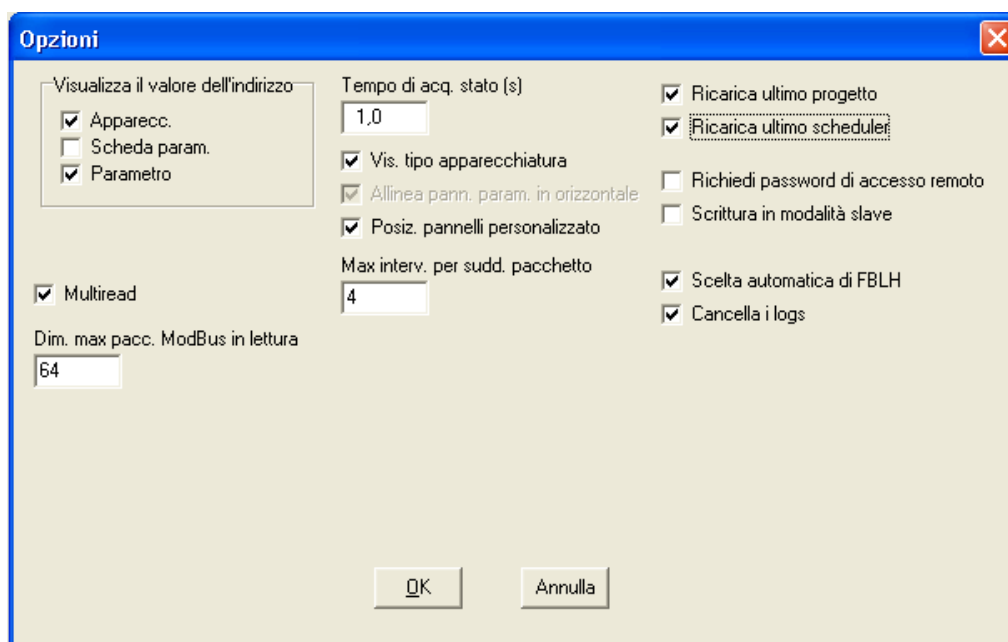 Opzioni
Visualizza il valore dell'indirizzo
Apparecc.
Scheda param.
Parametro
Multiread
Dim. max pacc. ModBus in lettura
64
Tempo di acq. stato (s)
1,0
Vis. tipo apparecchiatura
Allinea pann. param. in orizzontale
Posiz. pannelli personalizzato
Max interv. per sudd. pacchetto
4
Ricarica ultimo progetto
Ricarica ultimo scheduler
Richiedi password di accesso remoto
Scrittura in modalità slave
Scelta automatica di FBLH
Cancella i logs
OK
Annulla